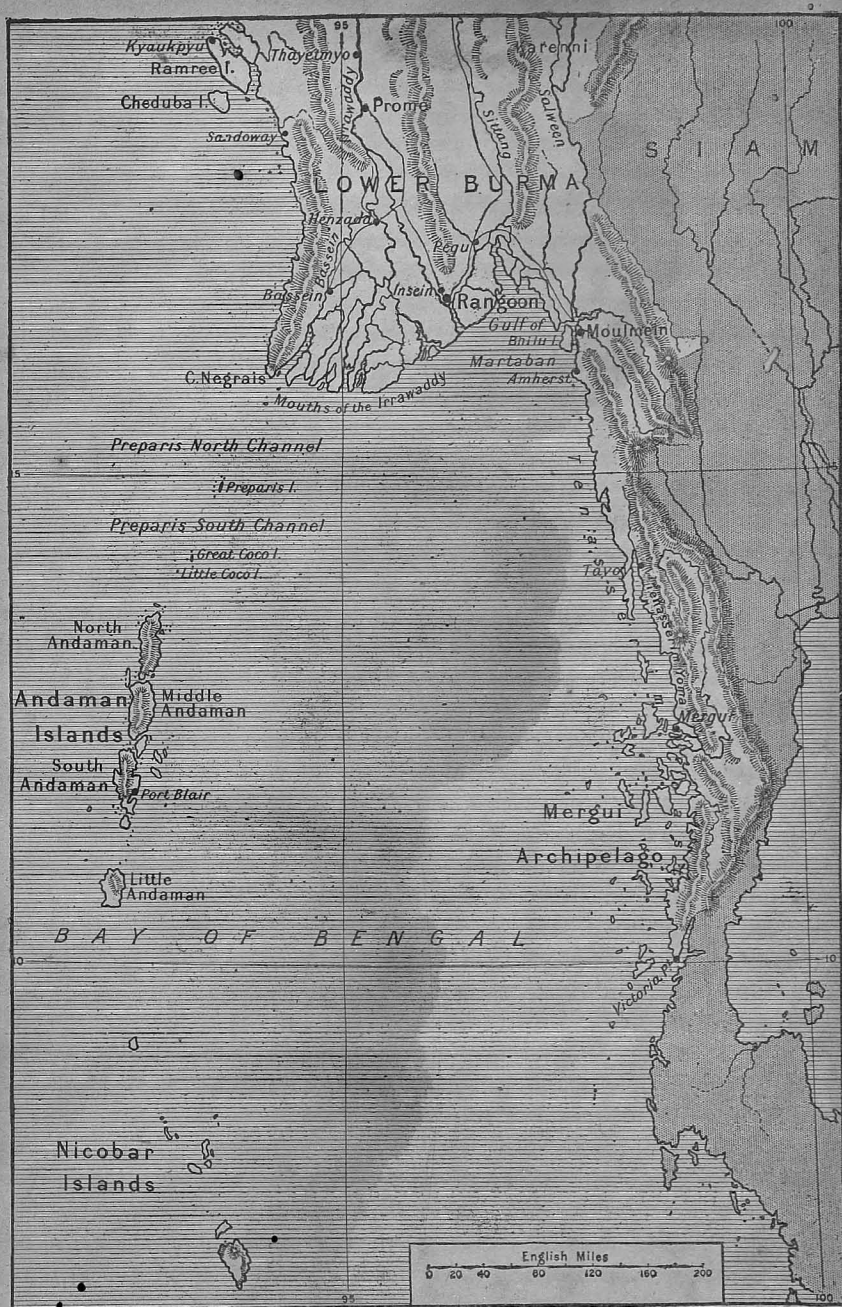 95
100
Kyaukpyu
Ramree I.
Cheduba I.
Sandoway
Thayetmyo
Irrawaddy
Prome
Karenni
Sittang
Salween
SIAM
LOWER BURMA
Henzada
Bassein
Bassein
Pegu
Insein
Rangoon
Gulf of
Bhilu I.
Martaban
Moulmein
Amherst
C. Negrais
Mouths of the Irrawaddy
Preparis North Channel
15
Preparis I.
Preparis South Channel
Great Coco I.
Little Coco I.
Tavoy
Tenasserim Yoma
North
Andaman
Andaman
Islands
Middle
Andaman
South
Andaman
Port Blair
Mergui
Mergui
Archipelago
Little
Andaman
BAY OF BENGAL
10
10
Victoria Pt.
Nicobar
Islands
English Miles
0 20 40 80 120 160 200
95
100